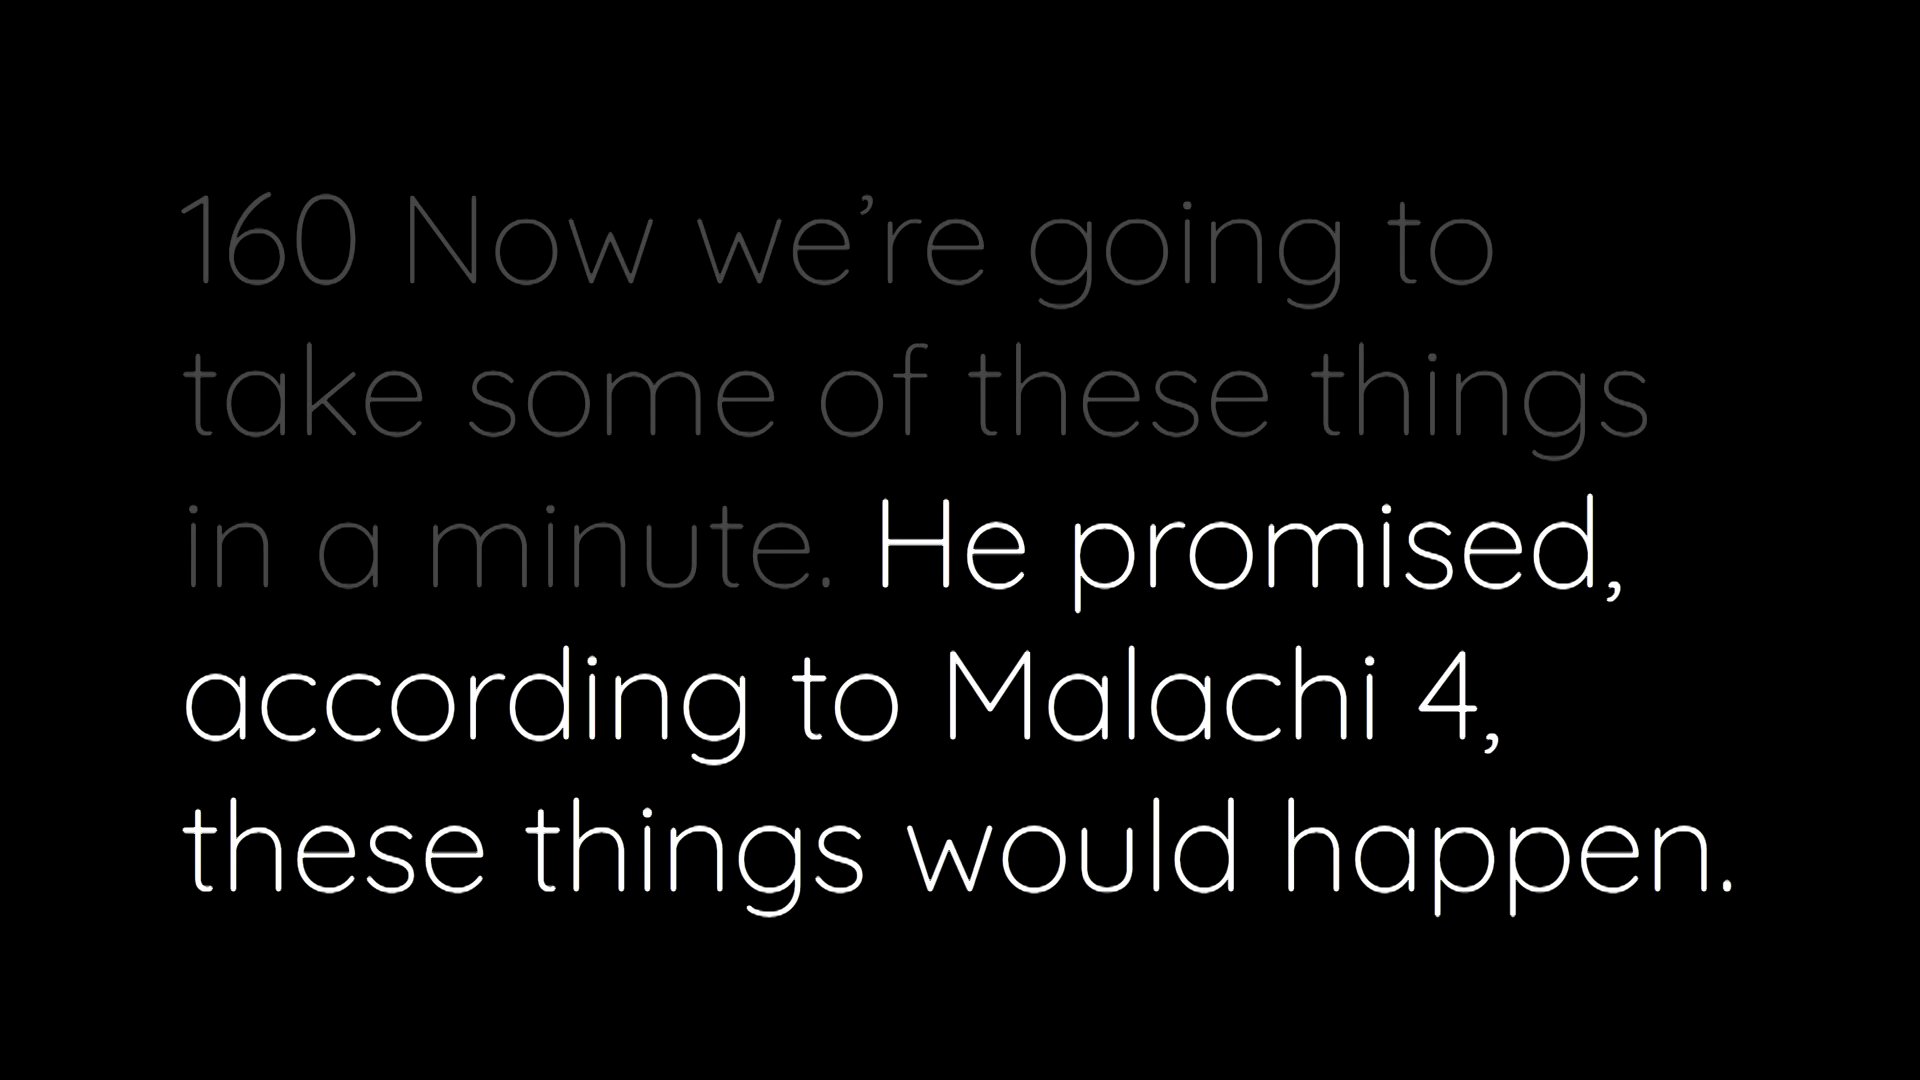 160 Now we’re going to
take some of these things
in a minute. He promised,
according to Malachi 4,
these things would happen.